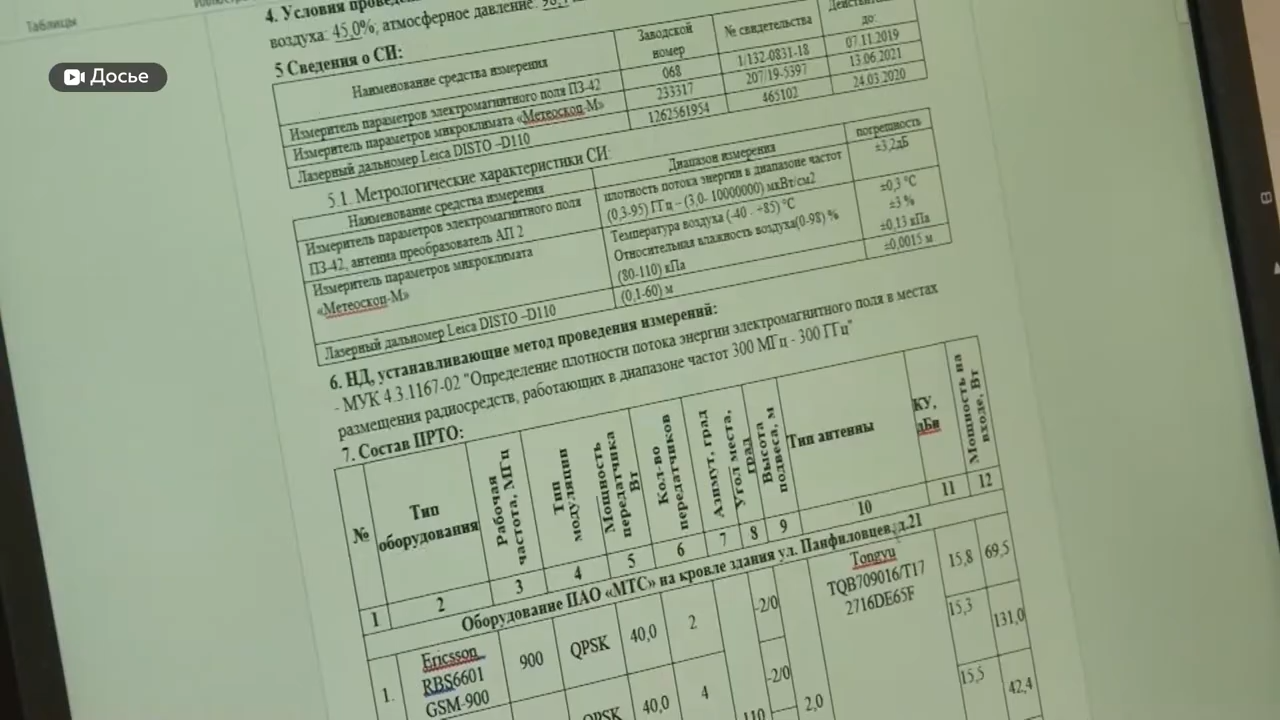 Таблицы
Досье
4. Условия
воздуха: 45,0%; атмосферное давление:
5 Сведения о СИ:
Наименование средства измерения
Заводской номер
№ свидетельства
до:
Измеритель параметров электромагнитного поля ПЗ-42
068
1/132-0831-18
07.11.2019
Измеритель параметров микроклимата «Метеоскоп-М»
233317
207/19-5397
13.06.2021
Лазерный дальномер Leica DISTO –D110
1262561954
465102
24.03.2020
5.1. Метрологические характеристики СИ:
Наименование средства измерения
Диапазон измерения
погрешность
Измеритель параметров электромагнитного поля
ПЗ-42, антенна преобразователь АП 2
плотность потока энергии в диапазоне частот
(0,3-95) ГГц – (3,0- 10000000) мкВт/см2
±3,2дБ
Измеритель параметров микроклимата
«Метеоскоп-М»
Температура воздуха (-40 - +85) °С
Относительная влажность воздуха(0-98) %
(80-110) кПа
±0,3 °С
±3 %
±0,13 кПа
Лазерный дальномер Leica DISTO –D110
(0,1-60) м
±0,0015 м
6. НД, устанавливающие метод проведения измерений:
- МУК 4.3.1167-02 "Определение плотности потока энергии электромагнитного поля в местах
размещения радиосредств, работающих в диапазоне частот 300 МГц - 300 ГГц"
7. Состав ПРТО:
№
Тип оборудования
Рабочая частота, МГц
Тип модуляции
Мощность передатчика Вт
Кол-во передатчиков
Азимут, град
Угол места, град
Высота подвеса, м
Тип антенны
КУ, дБи
Мощность на входе, Вт
1 2 3 4 5 6 7 8 9 10 11 12
Оборудование ПАО «МТС» на кровле здания ул. Панфиловцев, д.21
1.
Ericsson
RBS6601
GSM-900
900
QPSK
40,0
2
-2/0
Tongyu
TQB709016/T17
2716DE65F
15,8
69,5
15,3
131,0
QPSK
40,0
4
110
-2/0
2,0
15,5
42,4